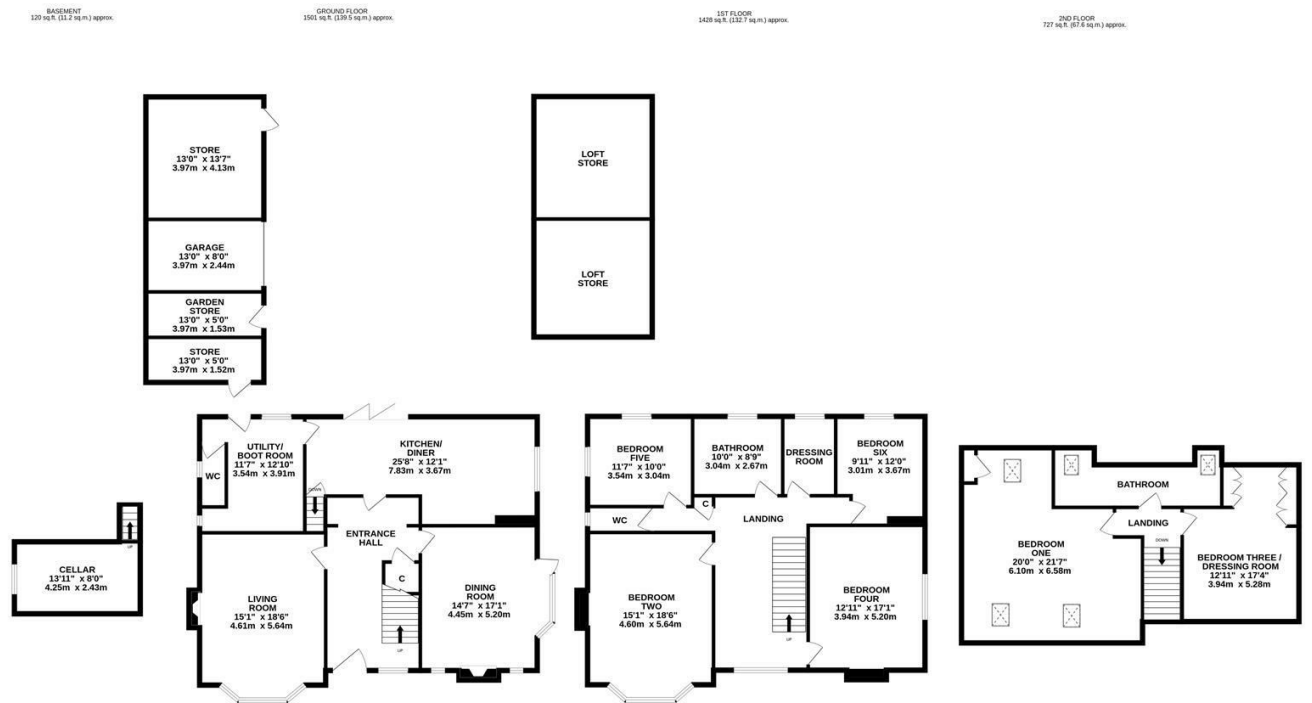 BASEMENT
120 sq.ft. (11.2 sq.m.) approx.
GROUND FLOOR
1501 sq.ft. (139.5 sq.m.) approx.
1ST FLOOR
1428 sq.ft. (132.7 sq.m.) approx.
2ND FLOOR
727 sq.ft. (67.6 sq.m.) approx.
CELLAR
13'11" x 8'0"
4.25m x 2.43m
UP
STORE
13'0" x 13'7"
3.97m x 4.13m
GARAGE
13'0" x 8'0"
3.97m x 2.44m
GARDEN
STORE
13'0" x 5'0"
3.97m x 1.53m
STORE
13'0" x 5'0"
3.97m x 1.52m
UTILITY/
BOOT ROOM
11'7" x 12'10"
3.54m x 3.91m
WC
DOWN
KITCHEN/
DINER
25'8" x 12'1"
7.83m x 3.67m
ENTRANCE
HALL
C
UP
LIVING
ROOM
15'1" x 18'6"
4.61m x 5.64m
DINING
ROOM
14'7" x 17'1"
4.45m x 5.20m
LOFT
STORE
LOFT
STORE
BEDROOM
FIVE
11'7" x 10'0"
3.54m x 3.04m
BATHROOM
10'0" x 8'9"
3.04m x 2.67m
DRESSING
ROOM
BEDROOM
SIX
9'11" x 12'0"
3.01m x 3.67m
WC
C
LANDING
UP
BEDROOM
TWO
15'1" x 18'6"
4.60m x 5.64m
BEDROOM
FOUR
12'11" x 17'1"
3.94m x 5.20m
BATHROOM
LANDING
DOWN
BEDROOM
ONE
20'0" x 21'7"
6.10m x 6.58m
BEDROOM THREE /
DRESSING ROOM
12'11" x 17'4"
3.94m x 5.28m